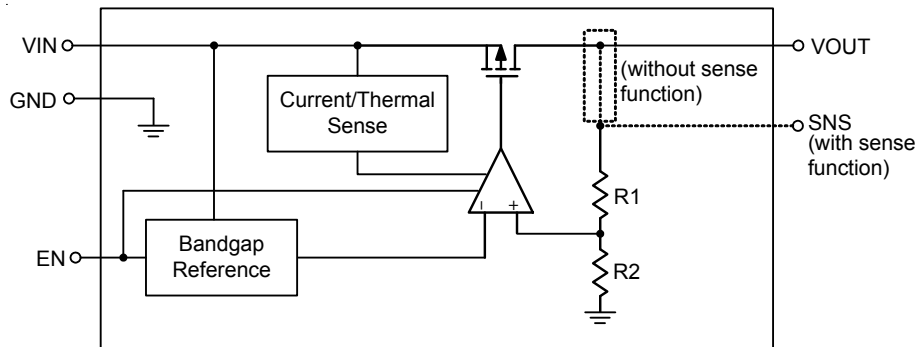 VIN
VOUT
(without sense
function)
GND
Current/Thermal
Sense
SNS
(with sense
function)
R1
- +
EN
Bandgap
Reference
R2